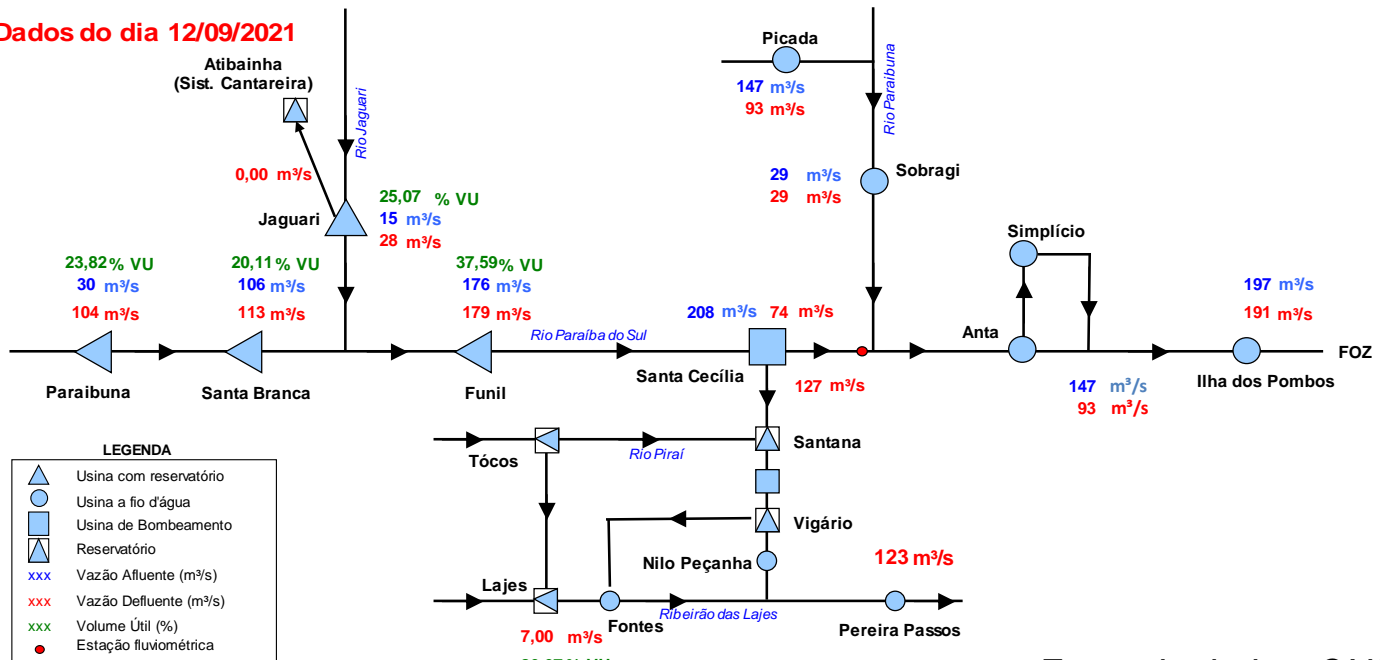 Dados do dia 12/09/2021
Atibainha
(Sist. Cantareira)
Rio Jaguari
0,00 m³/s
Jaguari
25,07 % VU
15 m³/s
28 m³/s
Picada
147 m³/s
93 m³/s
Rio Paraibuna
29 m³/s
29 m³/s
Sobragi
Simplício
23,82 % VU
30 m³/s
104 m³/s
Paraibuna
20,11 % VU
106 m³/s
113 m³/s
Santa Branca
37,59 % VU
176 m³/s
179 m³/s
Funil
Rio Paraíba do Sul
208 m³/s 74 m³/s
Santa Cecília
127 m³/s
Anta
147 m³/s
93 m³/s
197 m³/s
191 m³/s
Ilha dos Pombos
FOZ
Tócos
Rio Piraí
Santana
Vigário
Nilo Peçanha
123 m³/s
Lajes
7,00 m³/s
Fontes
Ribeirão das Lajes
Pereira Passos
LEGENDA
Usina com reservatório
Usina a fio d'água
Usina de Bombeamento
Reservatório
xxx Vazão Afluente (m³/s)
xxx Vazão Defluente (m³/s)
xxx Volume Útil (%)
Estação fluviométrica